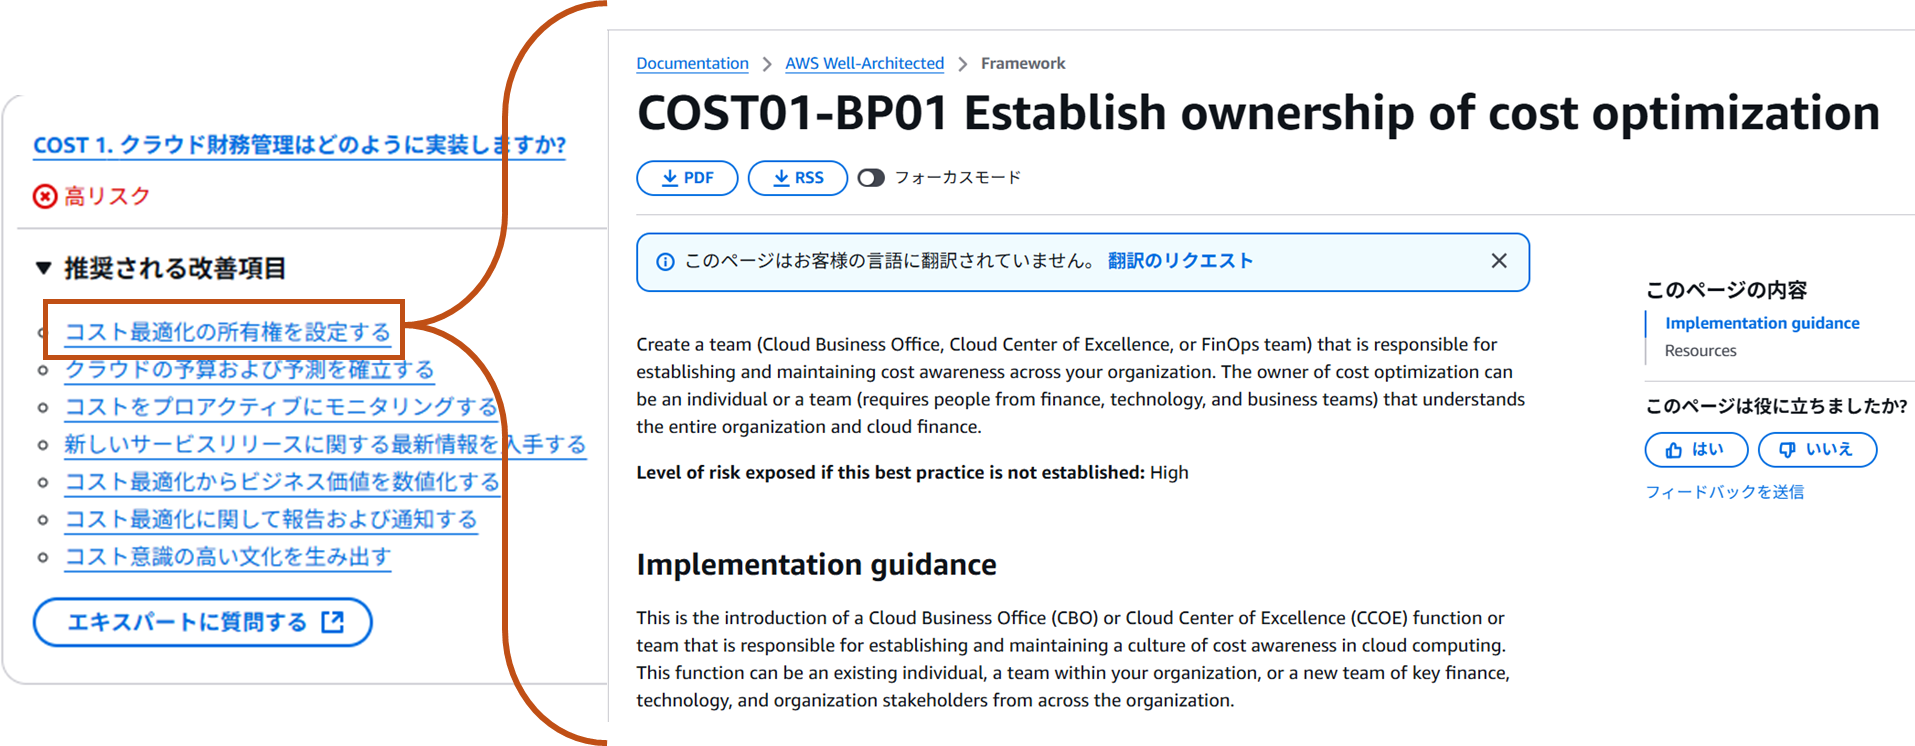 COST 1. クラウド財務管理はどのように実装しますか?
高リスク
推奨される改善項目
コスト最適化の所有権を設定する
クラウドの予算および予測を確立する
コストをプロアクティブにモニタリングする
新しいサービスリリースに関する最新情報を入手する
コスト最適化からビジネス価値を数値化する
コスト最適化に関して報告および通知する
コスト意識の高い文化を生み出す
エキスパートに質問する
Documentation > AWS Well-Architected > Framework
COST01-BP01 Establish ownership of cost optimization
PDF RSS フォーカスモード
このページはお客様の言語に翻訳されていません。 翻訳のリクエスト
Create a team (Cloud Business Office, Cloud Center of Excellence, or FinOps team) that is responsible for
establishing and maintaining cost awareness across your organization. The owner of cost optimization can
be an individual or a team (requires people from finance, technology, and business teams) that understands
the entire organization and cloud finance.
Level of risk exposed if this best practice is not established: High
Implementation guidance
This is the introduction of a Cloud Business Office (CBO) or Cloud Center of Excellence (CCOE) function or
team that is responsible for establishing and maintaining a culture of cost awareness in cloud computing.
This function can be an existing individual, a team within your organization, or a new team of key finance,
technology, and organization stakeholders from across the organization.
このページの内容
Implementation guidance
Resources
このページは役に立ちましたか?
はい いいえ
フィードバックを送信